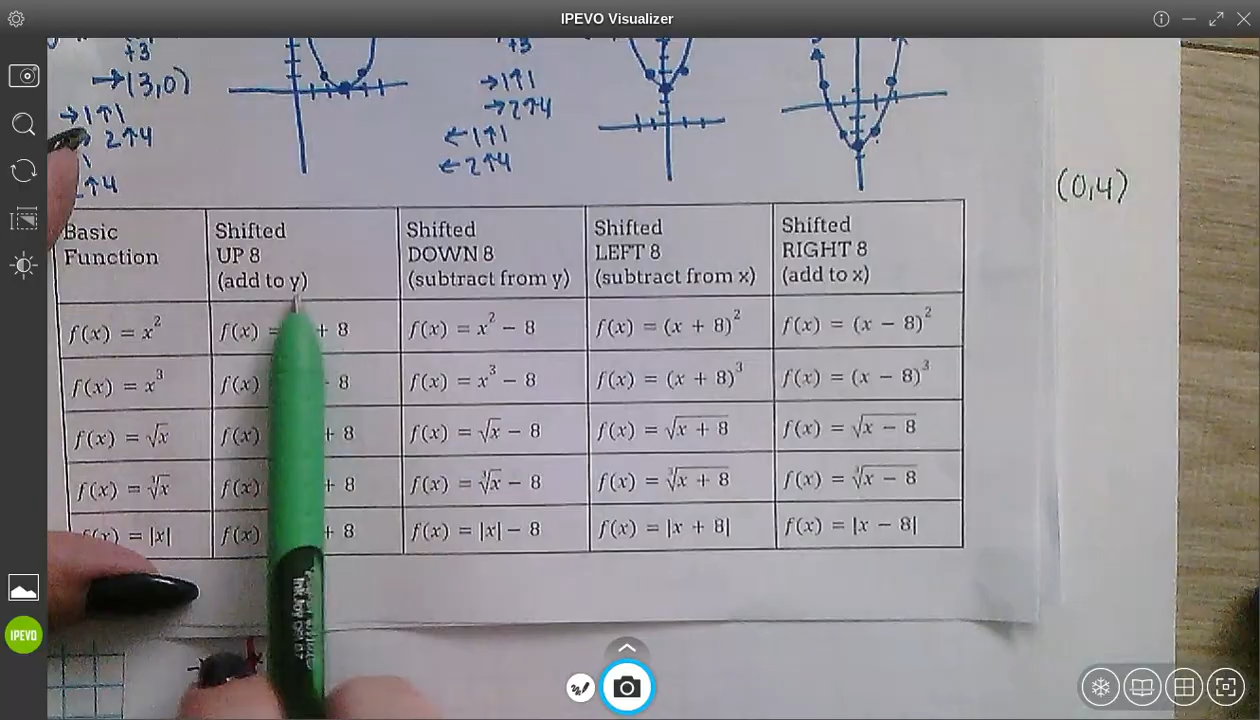 IPEVO Visualizer
+3
→(3,0)
→1↑1
2↑4
2↑4
+3
→1↑1
→2↑4
←1↑1
←2↑4
(0,4)
Basic
Function
Shifted
UP 8
(add to y)
Shifted
DOWN 8
(subtract from y)
Shifted
LEFT 8
(subtract from x)
Shifted
RIGHT 8
(add to x)
f(x) = x²
f(x) = + 8
f(x) = x² − 8
f(x) = (x + 8)²
f(x) = (x − 8)²
f(x) = x³
f(x) 8
f(x) = x³ − 8
f(x) = (x + 8)³
f(x) = (x − 8)³
f(x) = √x
f(x) + 8
f(x) = √x − 8
f(x) = √(x + 8)
f(x) = √(x − 8)
f(x) = ∛x
f(x) + 8
f(x) = ∛x − 8
f(x) = ∛(x + 8)
f(x) = ∛(x − 8)
f(x) = |x|
f(x) + 8
f(x) = |x| − 8
f(x) = |x + 8|
f(x) = |x − 8|
IPEVO